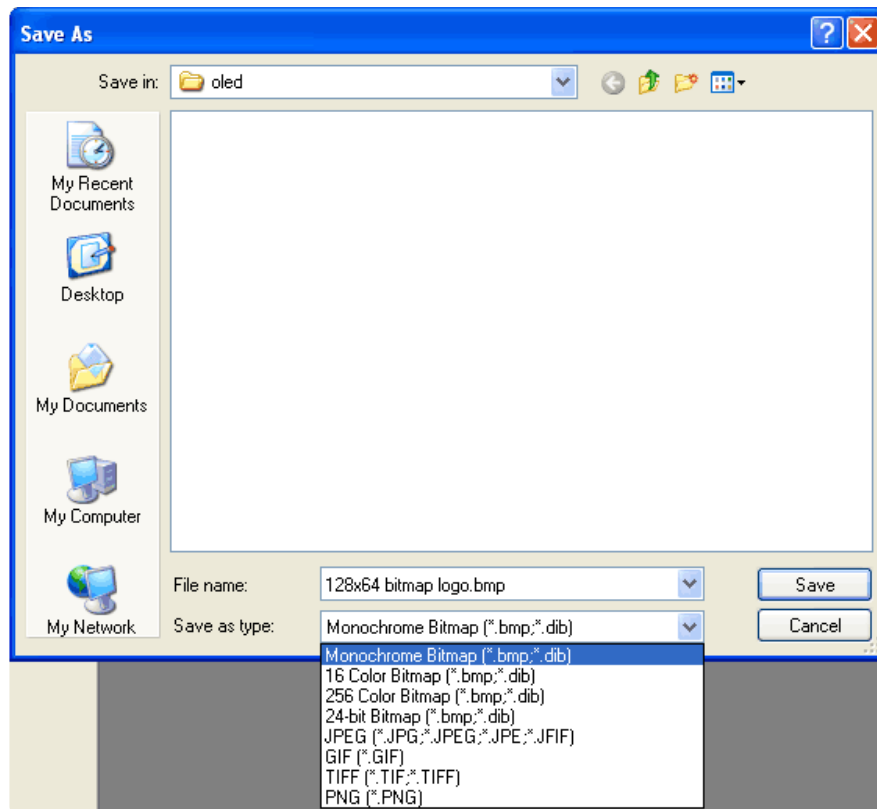 Save As
Save in: oled
My Recent
Documents
Desktop
My Documents
My Computer
My Network
File name: 128x64 bitmap logo.bmp Save
Save as type: Monochrome Bitmap (*.bmp;*.dib) Cancel
Monochrome Bitmap (*.bmp;*.dib)
16 Color Bitmap (*.bmp;*.dib)
256 Color Bitmap (*.bmp;*.dib)
24-bit Bitmap (*.bmp;*.dib)
JPEG (*.JPG;*.JPEG;*.JPE;*.JFIF)
GIF (*.GIF)
TIFF (*.TIF;*.TIFF)
PNG (*.PNG)